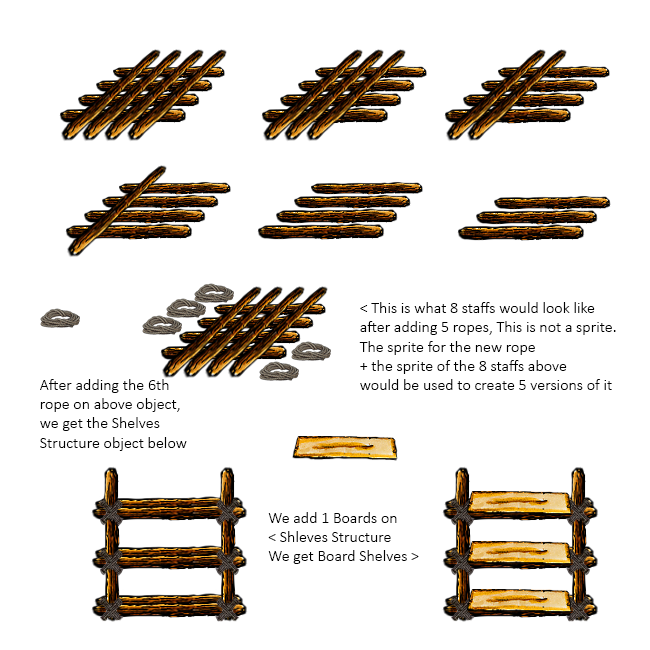 < This is what 8 staffs would look like
after adding 5 ropes, This is not a sprite.
The sprite for the new rope
+ the sprite of the 8 staffs above
would be used to create 5 versions of it
After adding the 6th
rope on above object,
we get the Shelves
Structure object below
We add 1 Boards on
< Shleves Structure
We get Board Shelves >